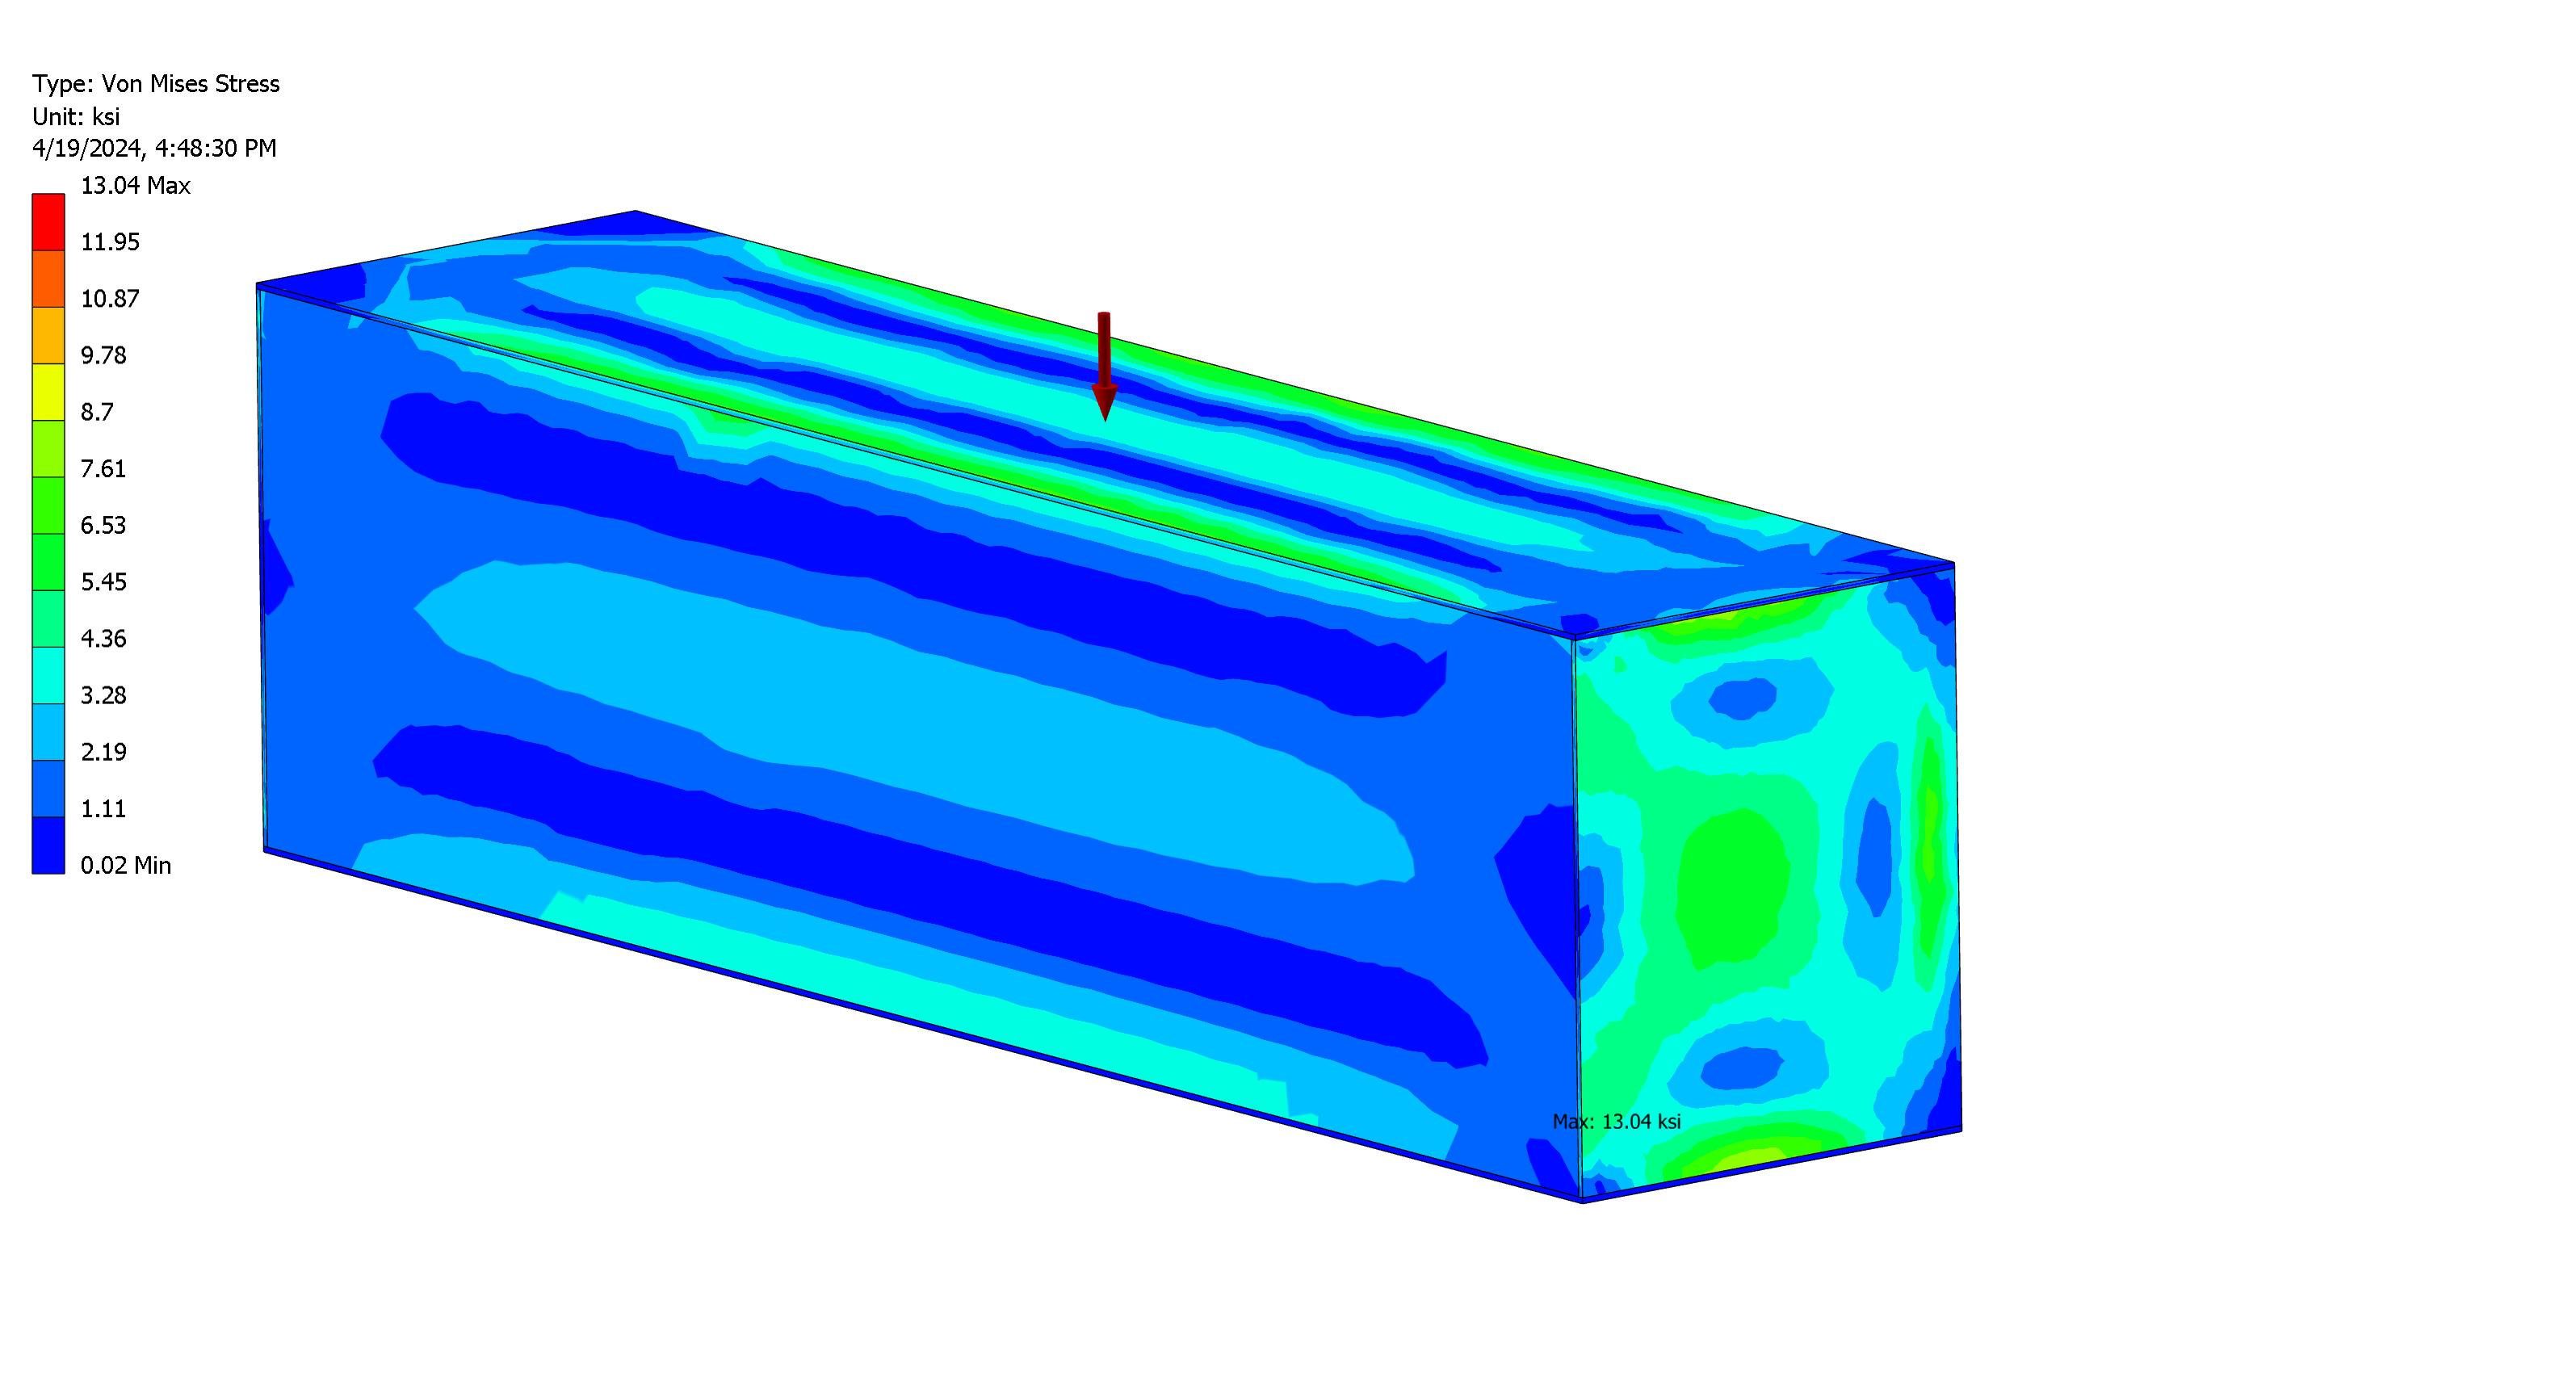 Type: Von Mises Stress
Unit: ksi
4/19/2024, 4:48:30 PM
13.04 Max
11.95
10.87
9.78
8.7
7.61
6.53
5.45
4.36
3.28
2.19
1.11
0.02 Min
Max: 13.04 ksi